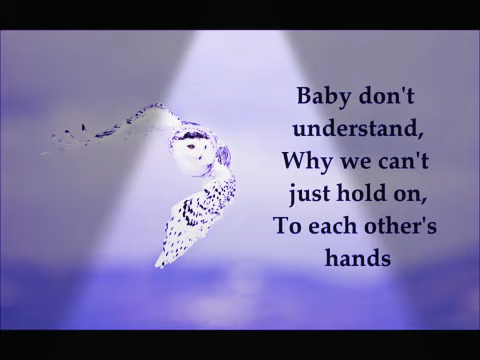 Baby don't
understand,
Why we can't
just hold on,
To each other's
hands